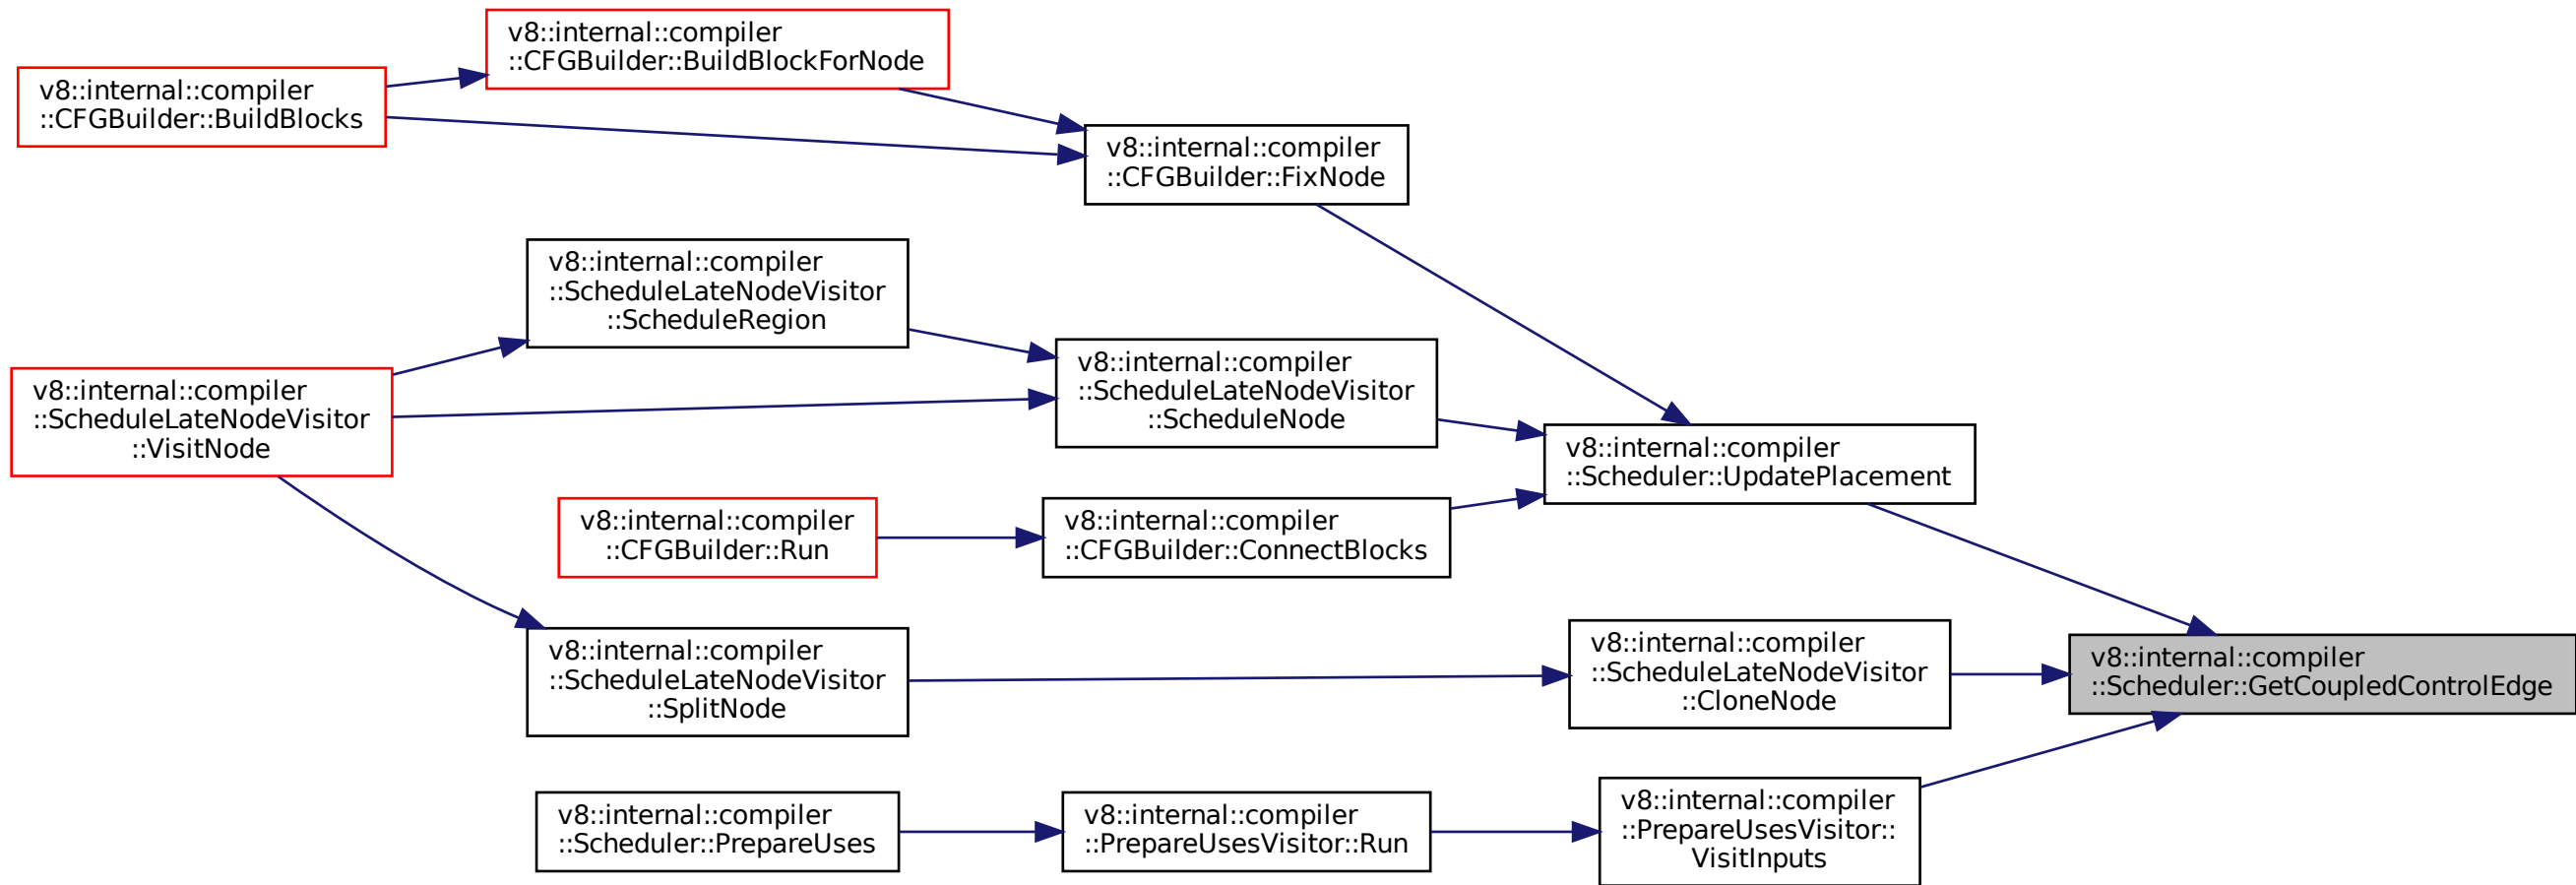 v8::internal::compiler
::CFGBuilder::BuildBlockForNode
v8::internal::compiler
::CFGBuilder::BuildBlocks
v8::internal::compiler
::CFGBuilder::FixNode
v8::internal::compiler
::ScheduleLateNodeVisitor
::ScheduleRegion
v8::internal::compiler
::ScheduleLateNodeVisitor
::ScheduleNode
v8::internal::compiler
::ScheduleLateNodeVisitor
::VisitNode
v8::internal::compiler
::Scheduler::UpdatePlacement
v8::internal::compiler
::CFGBuilder::Run
v8::internal::compiler
::CFGBuilder::ConnectBlocks
v8::internal::compiler
::ScheduleLateNodeVisitor
::SplitNode
v8::internal::compiler
::ScheduleLateNodeVisitor
::CloneNode
v8::internal::compiler
::Scheduler::GetCoupledControlEdge
v8::internal::compiler
::Scheduler::PrepareUses
v8::internal::compiler
::PrepareUsesVisitor::Run
v8::internal::compiler
::PrepareUsesVisitor::
VisitInputs